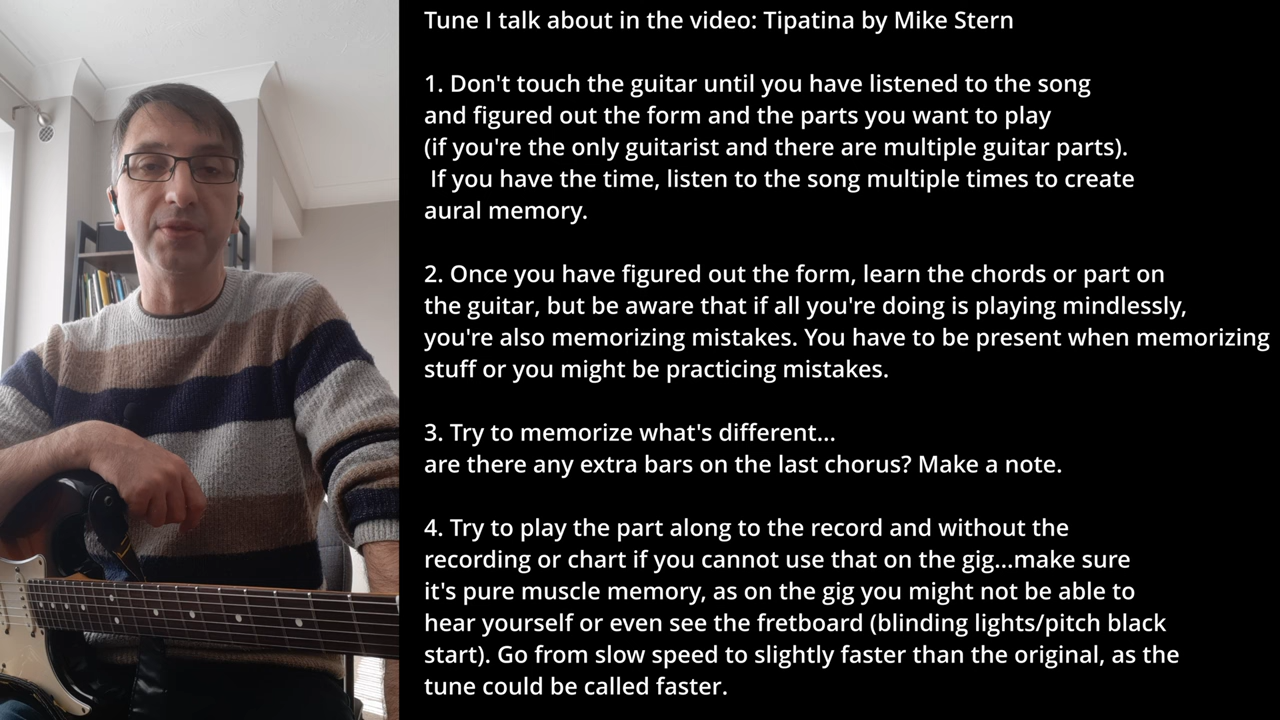 Tune I talk about in the video: Tipatina by Mike Stern
1. Don't touch the guitar until you have listened to the song
and figured out the form and the parts you want to play
(if you're the only guitarist and there are multiple guitar parts).
If you have the time, listen to the song multiple times to create
aural memory.
2. Once you have figured out the form, learn the chords or part on
the guitar, but be aware that if all you're doing is playing mindlessly,
you're also memorizing mistakes. You have to be present when memorizing
stuff or you might be practicing mistakes.
3. Try to memorize what's different...
are there any extra bars on the last chorus? Make a note.
4. Try to play the part along to the record and without the
recording or chart if you cannot use that on the gig...make sure
it's pure muscle memory, as on the gig you might not be able to
hear yourself or even see the fretboard (blinding lights/pitch black
start). Go from slow speed to slightly faster than the original, as the
tune could be called faster.